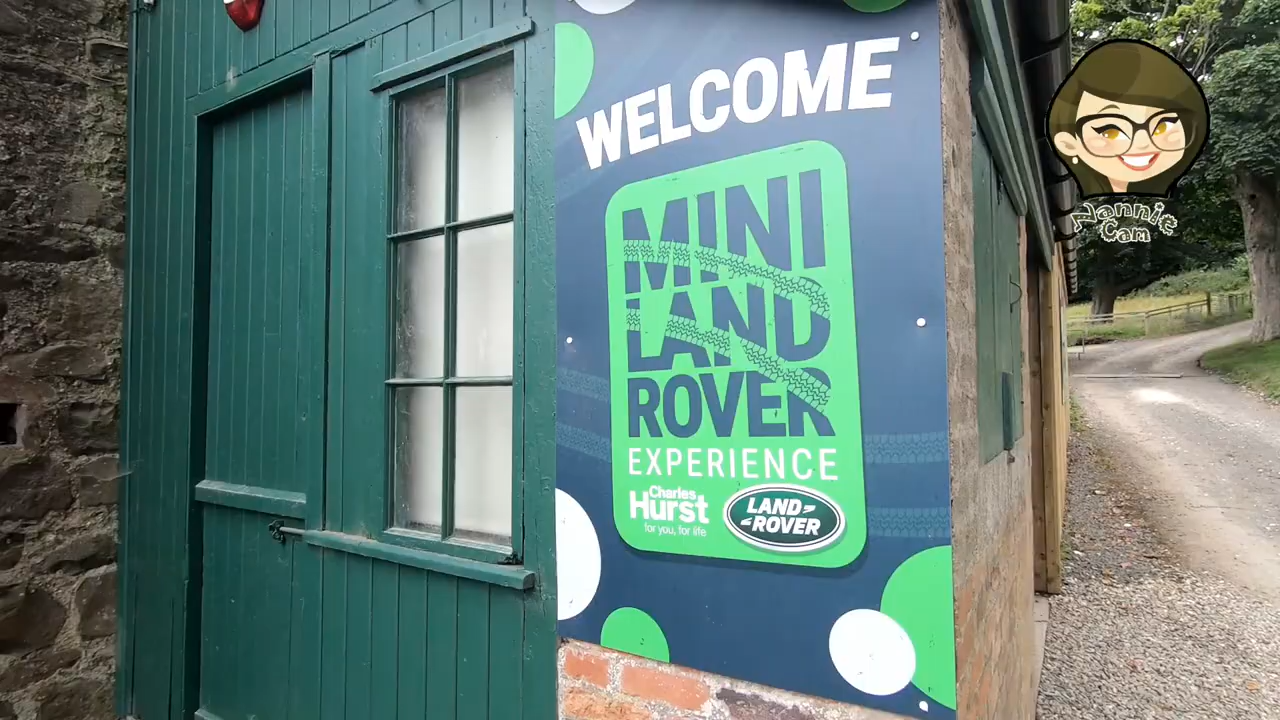 WELCOME
MINI
LAND
ROVER
EXPERIENCE
Charles
Hurst
for you, for life
LAND
ROVER
Nannie
Cam